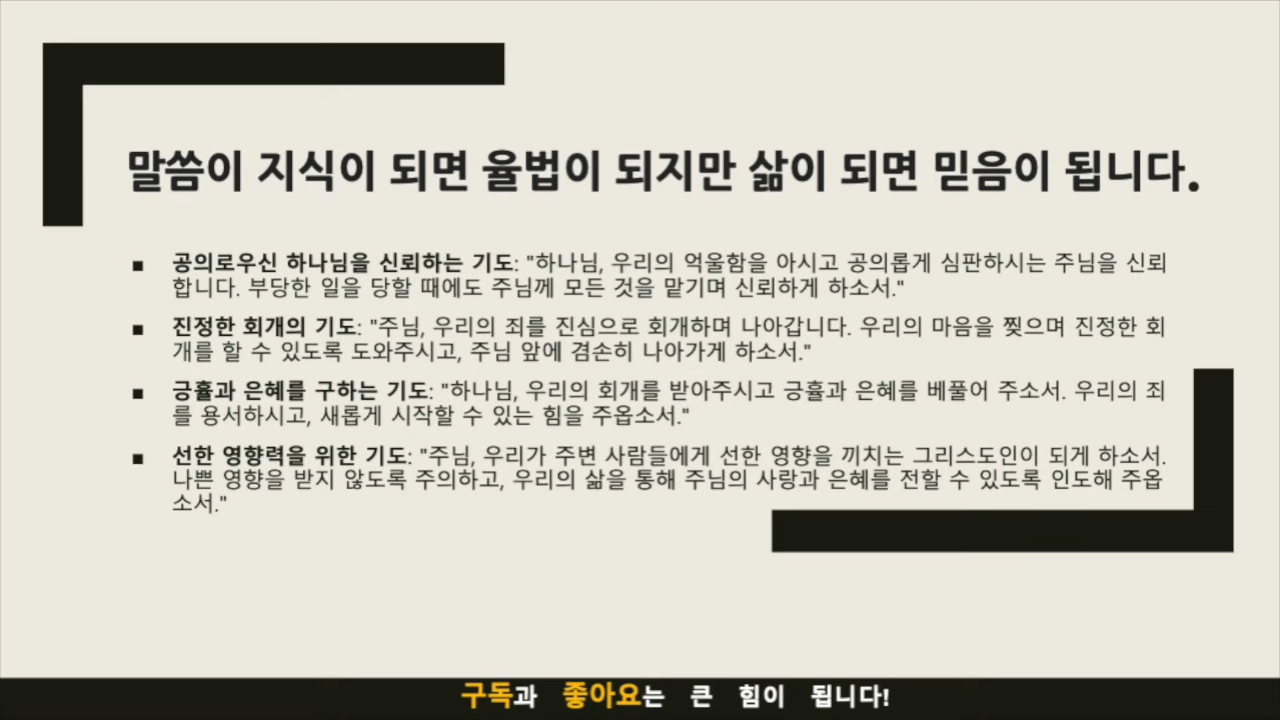 말씀이 지식이 되면 율법이 되지만 삶이 되면 믿음이 됩니다.
■ 공의로우신 하나님을 신뢰하는 기도: "하나님, 우리의 억울함을 아시고 공의롭게 심판하시는 주님을 신뢰
합니다. 부당한 일을 당할 때에도 주님께 모든 것을 맡기며 신뢰하게 하소서."
■ 진정한 회개의 기도: "주님, 우리의 죄를 진심으로 회개하며 나아갑니다. 우리의 마음을 찢으며 진정한 회
개를 할 수 있도록 도와주시고, 주님 앞에 겸손히 나아가게 하소서."
■ 긍휼과 은혜를 구하는 기도: "하나님, 우리의 회개를 받아주시고 긍휼과 은혜를 베풀어 주소서. 우리의 죄
를 용서하시고, 새롭게 시작할 수 있는 힘을 주옵소서."
■ 선한 영향력을 위한 기도: "주님, 우리가 주변 사람들에게 선한 영향을 끼치는 그리스도인이 되게 하소서.
나쁜 영향을 받지 않도록 주의하고, 우리의 삶을 통해 주님의 사랑과 은혜를 전할 수 있도록 인도해 주옵
소서."
구독과 좋아요는 큰 힘이 됩니다!